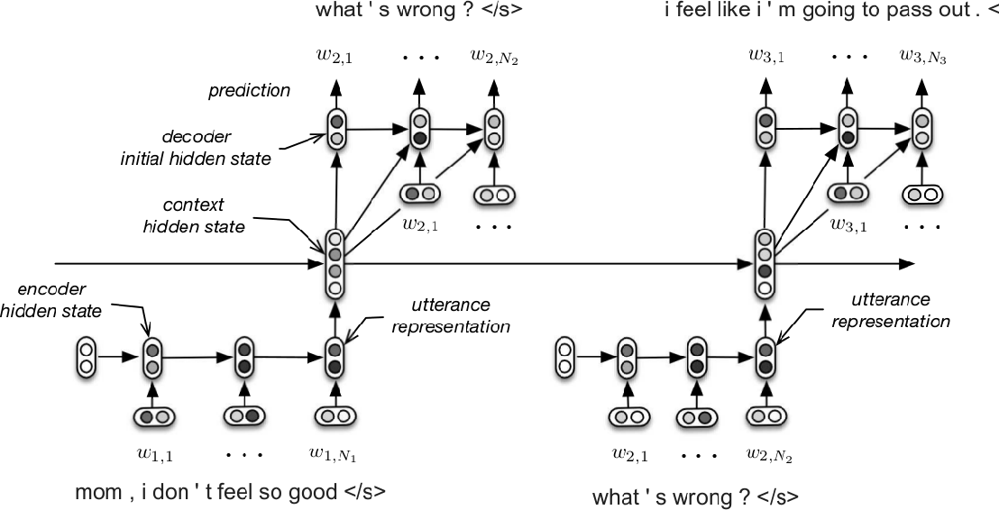 what ' s wrong ? </s>
i feel like i ' m going to pass out . <
w2,1 . . . w2,N2
w3,1 . . . w3,N3
prediction
decoder
initial hidden state
context
hidden state
w2,1 . . .
w3,1 . . .
encoder
hidden state
utterance
representation
utterance
representation
w1,1 . . . w1,N1
w2,1 . . . w2,N2
mom , i don ' t feel so good </s>
what ' s wrong ? </s>